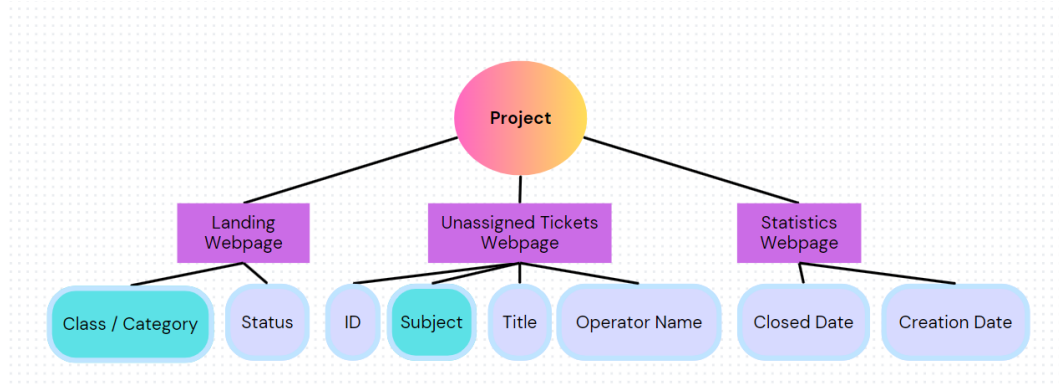 Project
Landing
Webpage
Unassigned Tickets
Webpage
Statistics
Webpage
Class / Category
Status
ID
Subject
Title
Operator Name
Closed Date
Creation Date